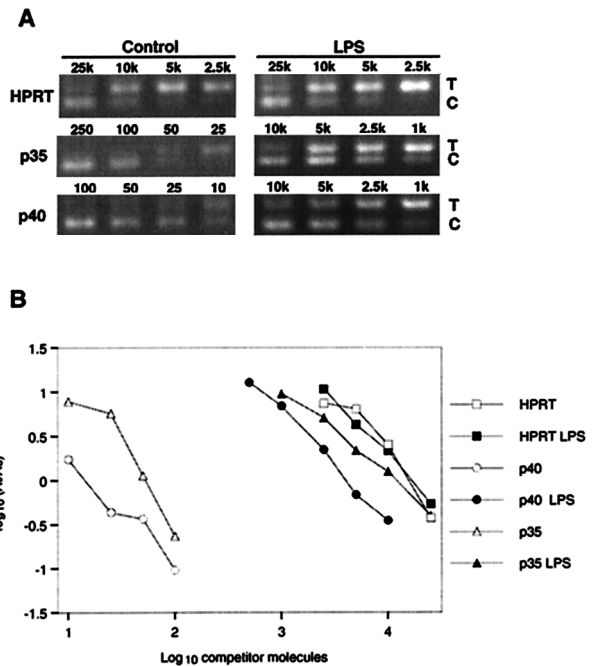 A
Control LPS
25k 10k 5k 2.5k 25k 10k 5k 2.5k
HPRT T
C
250 100 50 25 10k 5k 2.5k 1k
p35 T
C
100 50 25 10 10k 5k 2.5k 1k
p40 T
C
B
1.5
1
0.5
0
-0.5
-1
-1.5
1 2 3 4
Log 10 competitor molecules
HPRT
HPRT LPS
p40
p40 LPS
p35
p35 LPS